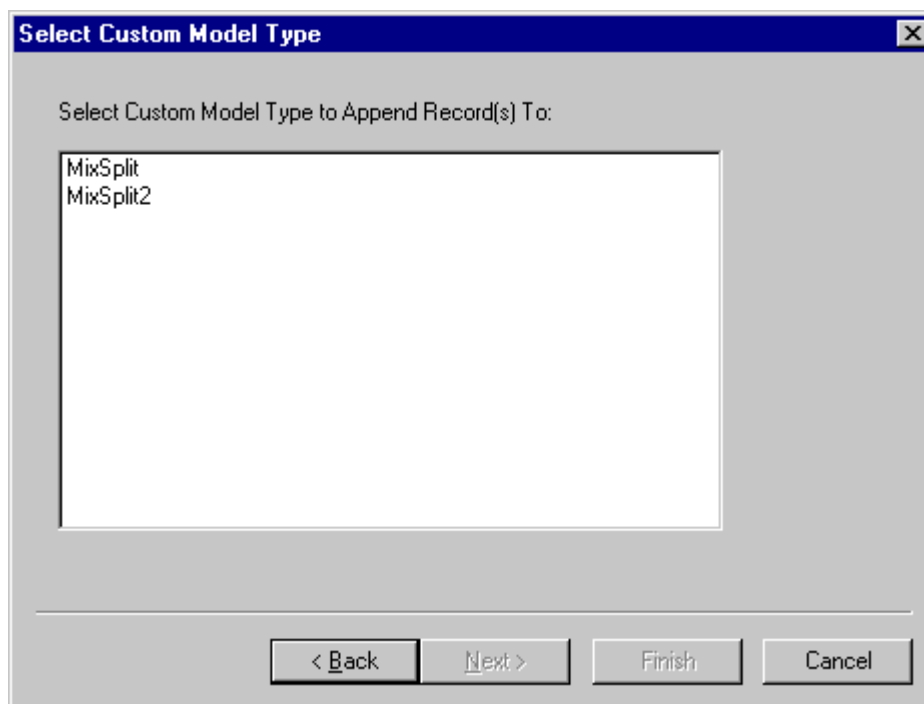 Select Custom Model Type
Select Custom Model Type to Append Record(s) To:
MixSplit
MixSplit2
< Back
Next >
Finish
Cancel